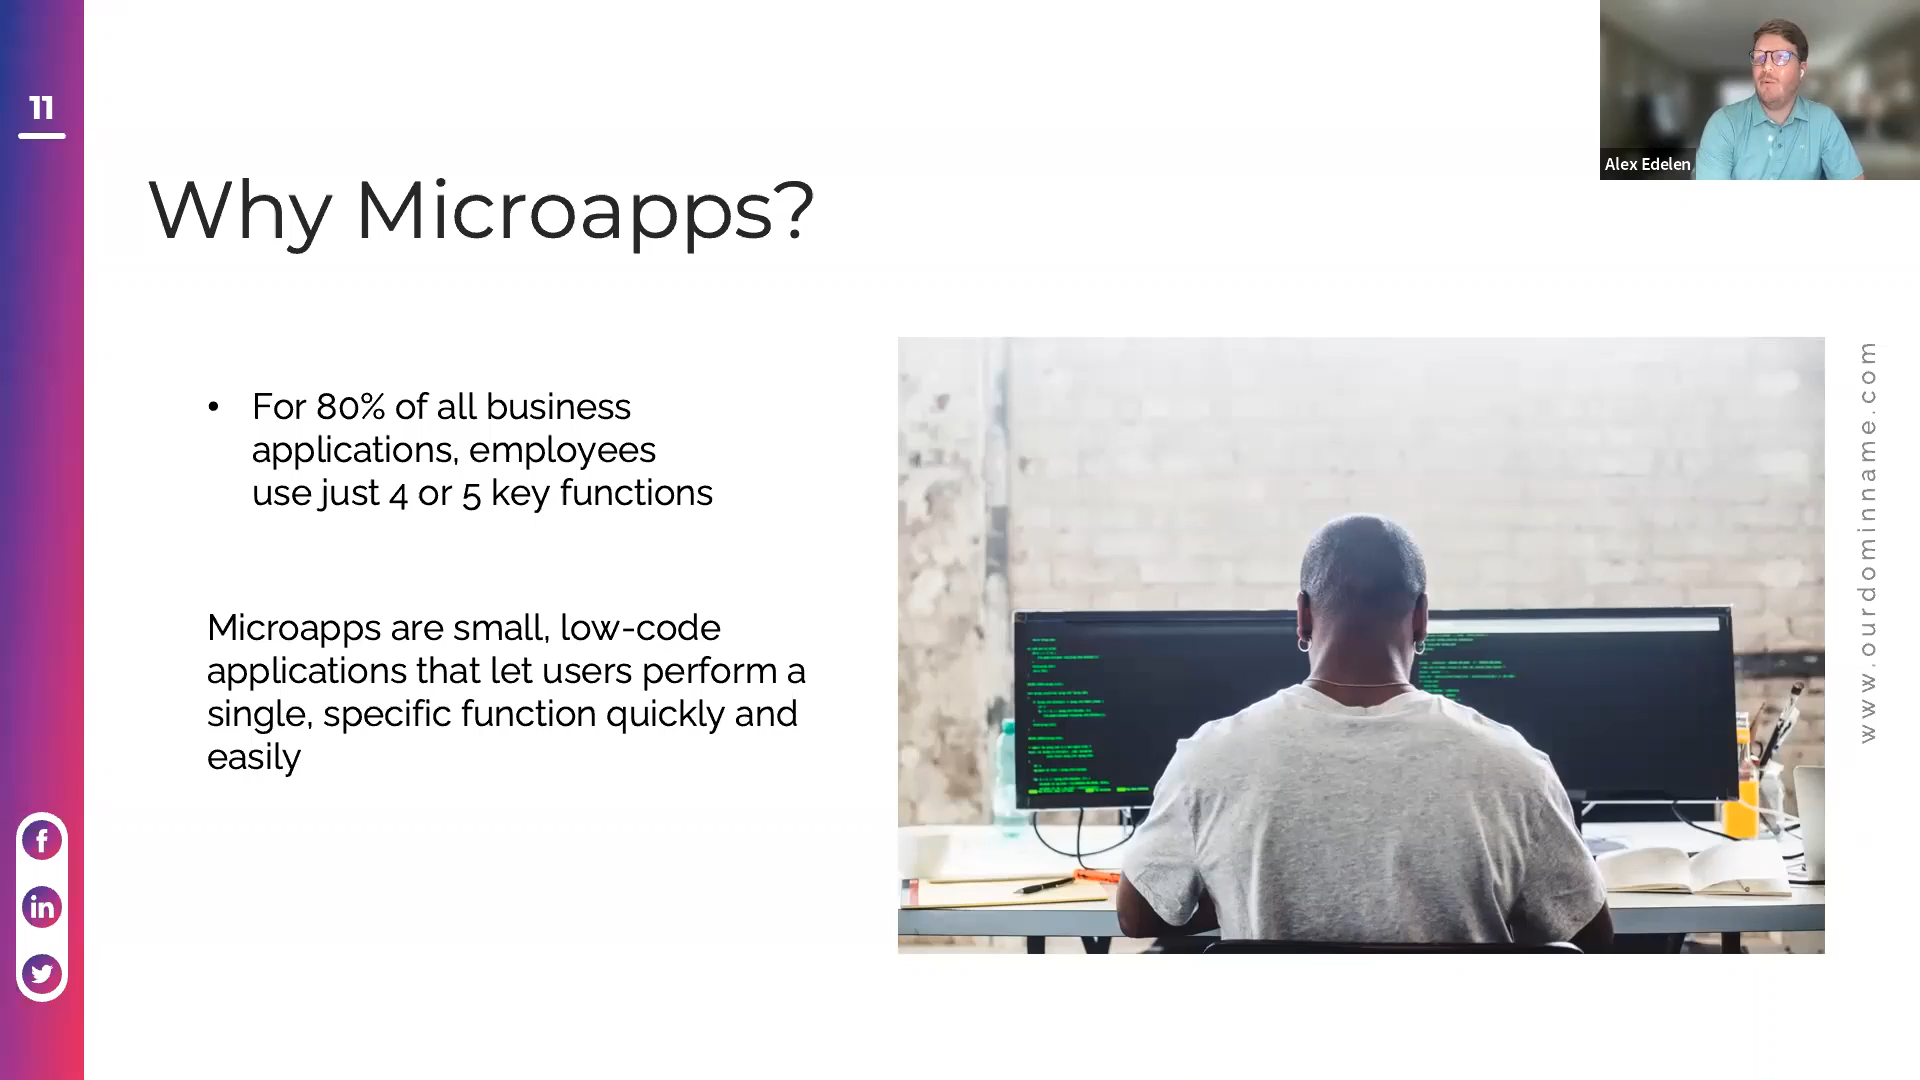 11
Alex Edelen
Why Microapps?
• For 80% of all business
applications, employees
use just 4 or 5 key functions
Microapps are small, low-code
applications that let users perform a
single, specific function quickly and
easily
www.ourdominname.com
f
in